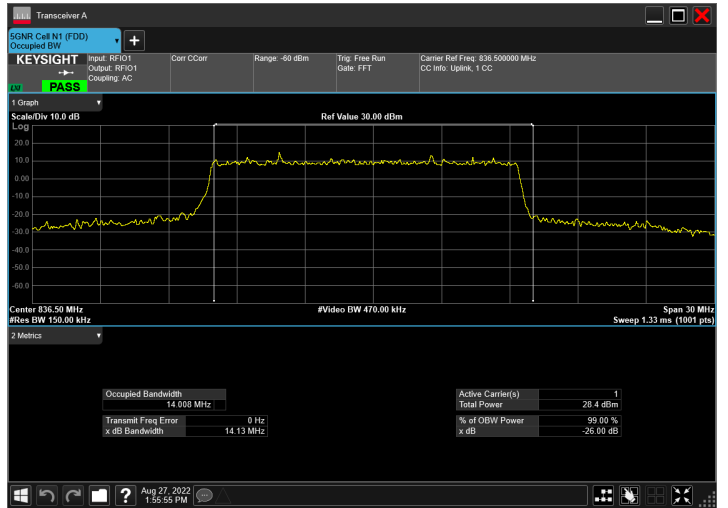 Transceiver A
5GNR Cell N1 (FDD)
Occupied BW
KEYSIGHT
PASS
Input: RFIO1
Output: RFIO1
Coupling: AC
Corr CCorr
Range: -60 dBm
Trig: Free Run
Gate: FFT
Carrier Ref Freq: 836.500000 MHz
CC Info: Uplink, 1 CC
1 Graph
Scale/Div 10.0 dB
Ref Value 30.00 dBm
Log
20.0
10.0
0.00
-10.0
-20.0
-30.0
-40.0
-50.0
-60.0
Center 836.50 MHz
#Video BW 470.00 kHz
Span 30 MHz
#Res BW 150.00 kHz
Sweep 1.33 ms (1001 pts)
2 Metrics
Occupied Bandwidth
14.008 MHz
Transmit Freq Error 0 Hz
x dB Bandwidth 14.13 MHz
Active Carrier(s) 1
Total Power 28.4 dBm
% of OBW Power 99.00 %
x dB -26.00 dB
Aug 27, 2022
1:55:55 PM